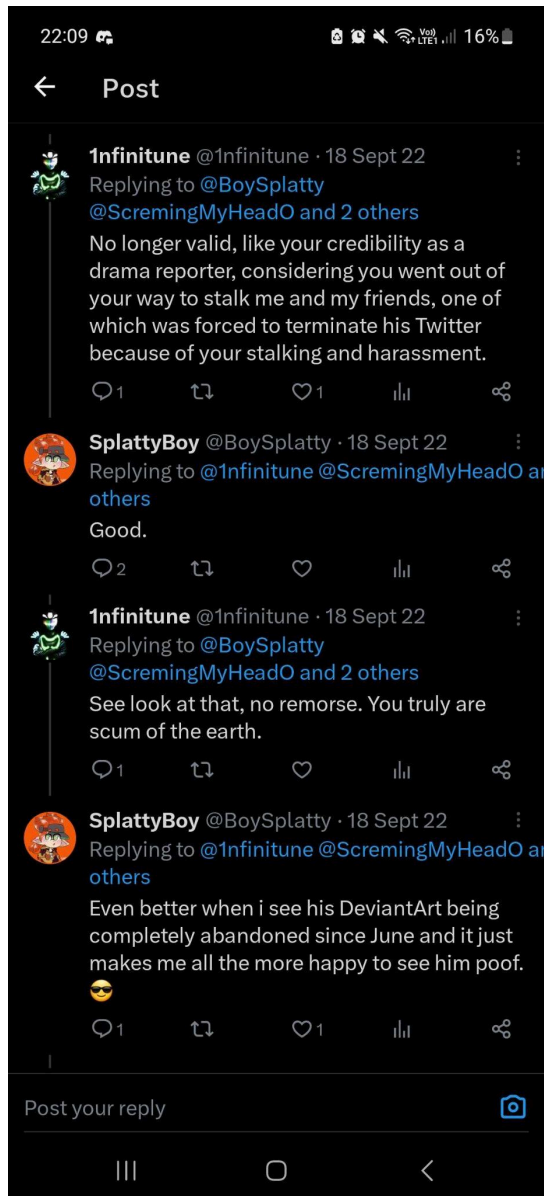 22:09
Vo)) LTE1 16%
Post
1nfinitune @1nfinitune · 18 Sept 22
Replying to @BoySplatty
@ScremingMyHeadO and 2 others
No longer valid, like your credibility as a
drama reporter, considering you went out of
your way to stalk me and my friends, one of
which was forced to terminate his Twitter
because of your stalking and harassment.
1 1
SplattyBoy @BoySplatty · 18 Sept 22
Replying to @1nfinitune @ScremingMyHeadO an
others
Good.
2
1nfinitune @1nfinitune · 18 Sept 22
Replying to @BoySplatty
@ScremingMyHeadO and 2 others
See look at that, no remorse. You truly are
scum of the earth.
1
SplattyBoy @BoySplatty · 18 Sept 22
Replying to @1nfinitune @ScremingMyHeadO an
others
Even better when i see his DeviantArt being
completely abandoned since June and it just
makes me all the more happy to see him poof.
😎
1 1
Post your reply